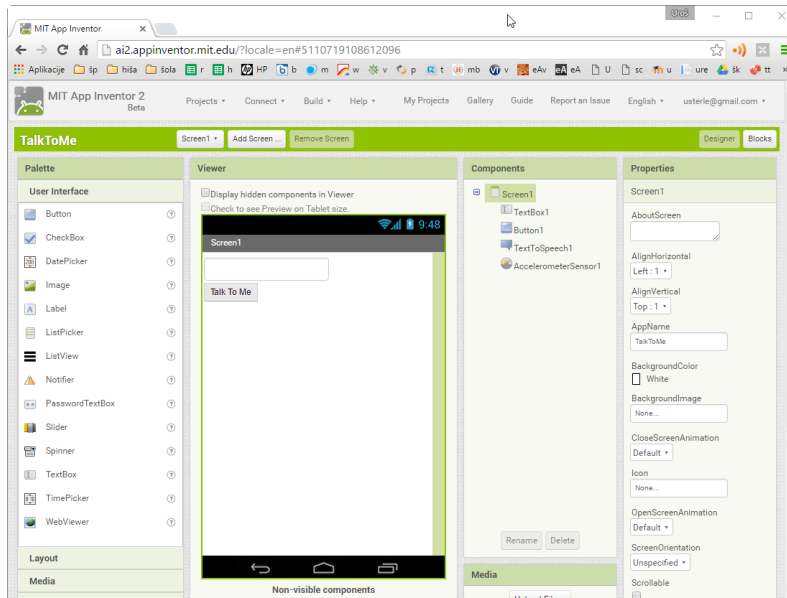 Uroš
MIT App Inventor
ai2.appinventor.mit.edu/?locale=en#5110719108612096
Aplikacije šp hiša šola r h HP b m w v p t mb v eAv eA U sc u ure šk tt
MIT App Inventor 2
Beta
Projects Connect Build Help My Projects Gallery Guide Report an Issue English usterle@gmail.com
TalkToMe
Screen1 Add Screen ... Remove Screen Designer Blocks
Palette
User Interface
Button
CheckBox
DatePicker
Image
Label
ListPicker
ListView
Notifier
PasswordTextBox
Slider
Spinner
TextBox
TimePicker
WebViewer
Layout
Media
Viewer
Display hidden components in Viewer
Check to see Preview on Tablet size.
9:48
Screen1
Talk To Me
Non-visible components
Components
Screen1
TextBox1
Button1
TextToSpeech1
AccelerometerSensor1
Rename Delete
Media
Properties
Screen1
AboutScreen
AlignHorizontal
Left : 1
AlignVertical
Top : 1
AppName
TalkToMe
BackgroundColor
White
BackgroundImage
None...
CloseScreenAnimation
Default
Icon
None...
OpenScreenAnimation
Default
ScreenOrientation
Unspecified
Scrollable